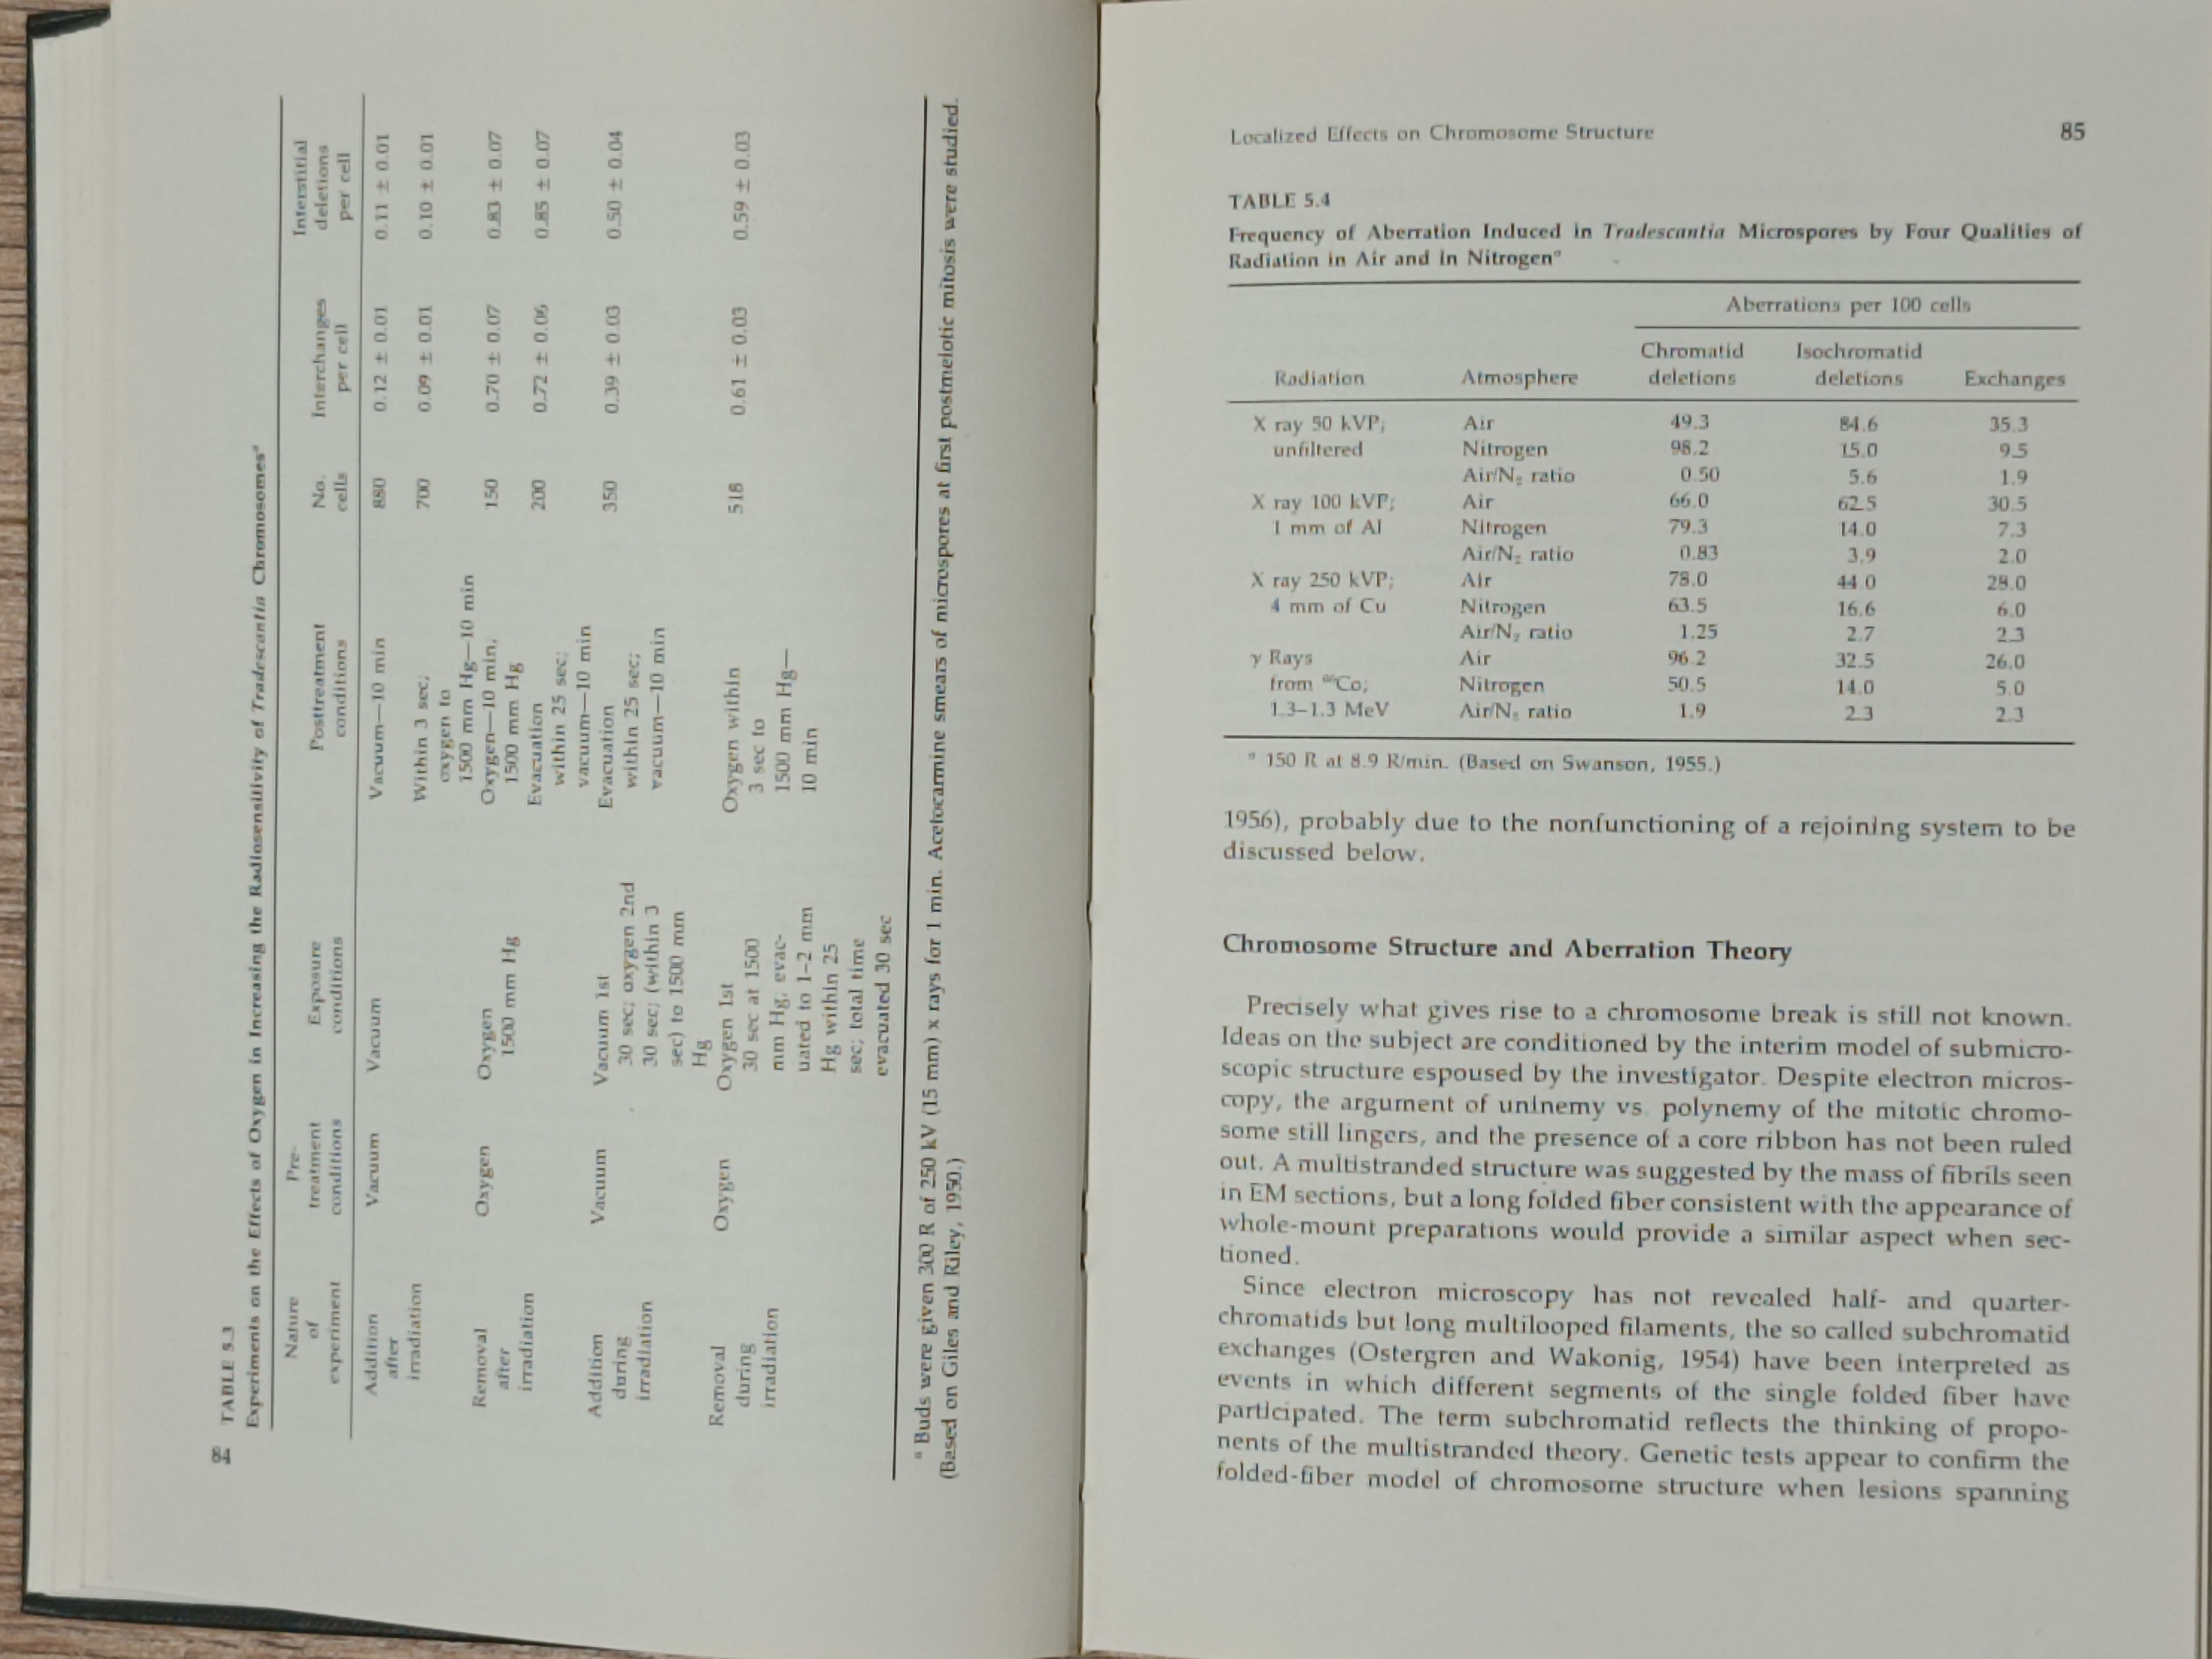 84
TABLE 5.3
Experiments on the Effects of Oxygen in Increasing the Radiosensitivity of Tradescantia Chromosomesᵃ
Nature of experiment | Pre-treatment conditions | Exposure conditions | Posttreatment conditions | No. cells | Interchanges per cell | Interstitial deletions per cell
Addition after irradiation | Vacuum | Vacuum | Vacuum—10 min | 880 | 0.12 ± 0.01 | 0.11 ± 0.01
Within 3 sec; oxygen to 1500 mm Hg—10 min | 700 | 0.09 ± 0.01 | 0.10 ± 0.01
Removal after irradiation | Oxygen | Oxygen 1500 mm Hg | Oxygen—10 min; 1500 mm Hg | 150 | 0.70 ± 0.07 | 0.83 ± 0.07
Evacuation within 25 sec; vacuum—10 min | 200 | 0.72 ± 0.06 | 0.85 ± 0.07
Addition during irradiation | Vacuum | Vacuum 1st 30 sec; oxygen 2nd 30 sec; (within 3 sec) to 1500 mm Hg | Evacuation within 25 sec; vacuum—10 min | 350 | 0.39 ± 0.03 | 0.50 ± 0.04
Removal during irradiation | Oxygen | Oxygen 1st 30 sec at 1500 mm Hg; evac-uated to 1–2 mm Hg within 25 sec; total time evacuated 30 sec | Oxygen within 3 sec to 1500 mm Hg—10 min | 518 | 0.61 ± 0.03 | 0.59 ± 0.03
ᵃ Buds were given 300 R of 250 kV (15 mm) x rays for 1 min. Acetocarmine smears of microspores at first postmeiotic mitosis were studied.
(Based on Giles and Riley, 1950.)
Localized Effects on Chromosome Structure 85
TABLE 5.4
Frequency of Aberration Induced in Tradescantia Microspores by Four Qualities of
Radiation in Air and in Nitrogenᵃ
Aberrations per 100 cells
Chromatid Isochromatid
Radiation Atmosphere deletions deletions Exchanges
X ray 50 kVP; Air 49.3 84.6 35.3
unfiltered Nitrogen 98.2 15.0 9.5
Air/N₂ ratio 0.50 5.6 1.9
X ray 100 kVP; Air 66.0 62.5 30.5
1 mm of Al Nitrogen 79.3 14.0 7.3
Air/N₂ ratio 0.83 3.9 2.0
X ray 250 kVP; Air 78.0 44.0 28.0
4 mm of Cu Nitrogen 63.5 16.6 6.0
Air/N₂ ratio 1.25 2.7 2.3
γ Rays Air 96.2 32.5 26.0
from ⁶⁰Co; Nitrogen 50.5 14.0 5.0
1.3–1.3 MeV Air/N₂ ratio 1.9 2.3 2.3
ᵃ 150 R at 8.9 R/min. (Based on Swanson, 1955.)
1956), probably due to the nonfunctioning of a rejoining system to be
discussed below.
Chromosome Structure and Aberration Theory
Precisely what gives rise to a chromosome break is still not known.
Ideas on the subject are conditioned by the interim model of submicro-
scopic structure espoused by the investigator. Despite electron micros-
copy, the argument of uninemy vs. polynemy of the mitotic chromo-
some still lingers, and the presence of a core ribbon has not been ruled
out. A multistranded structure was suggested by the mass of fibrils seen
in EM sections, but a long folded fiber consistent with the appearance of
whole-mount preparations would provide a similar aspect when sec-
tioned.
Since electron microscopy has not revealed half- and quarter-
chromatids but long multilooped filaments, the so called subchromatid
exchanges (Ostergren and Wakonig, 1954) have been interpreted as
events in which different segments of the single folded fiber have
participated. The term subchromatid reflects the thinking of propo-
nents of the multistranded theory. Genetic tests appear to confirm the
folded-fiber model of chromosome structure when lesions spanning